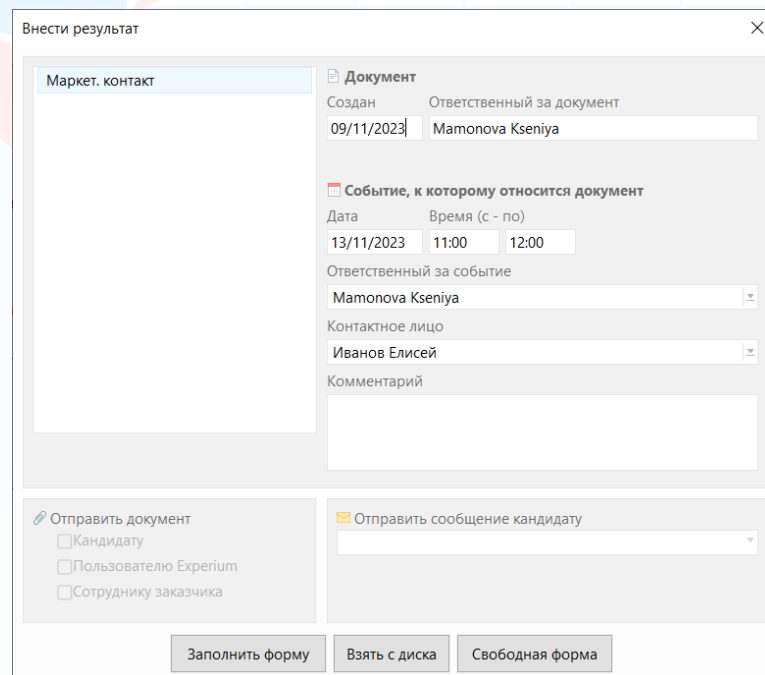 Внести результат
Маркет. контакт
Документ
Создан Ответственный за документ
09/11/2023 Mamonova Kseniya
Событие, к которому относится документ
Дата Время (с - по)
13/11/2023 11:00 12:00
Ответственный за событие
Mamonova Kseniya
Контактное лицо
Иванов Елисей
Комментарий
Отправить документ
Кандидату
Пользователю Experium
Сотруднику заказчика
Отправить сообщение кандидату
Заполнить форму Взять с диска Свободная форма